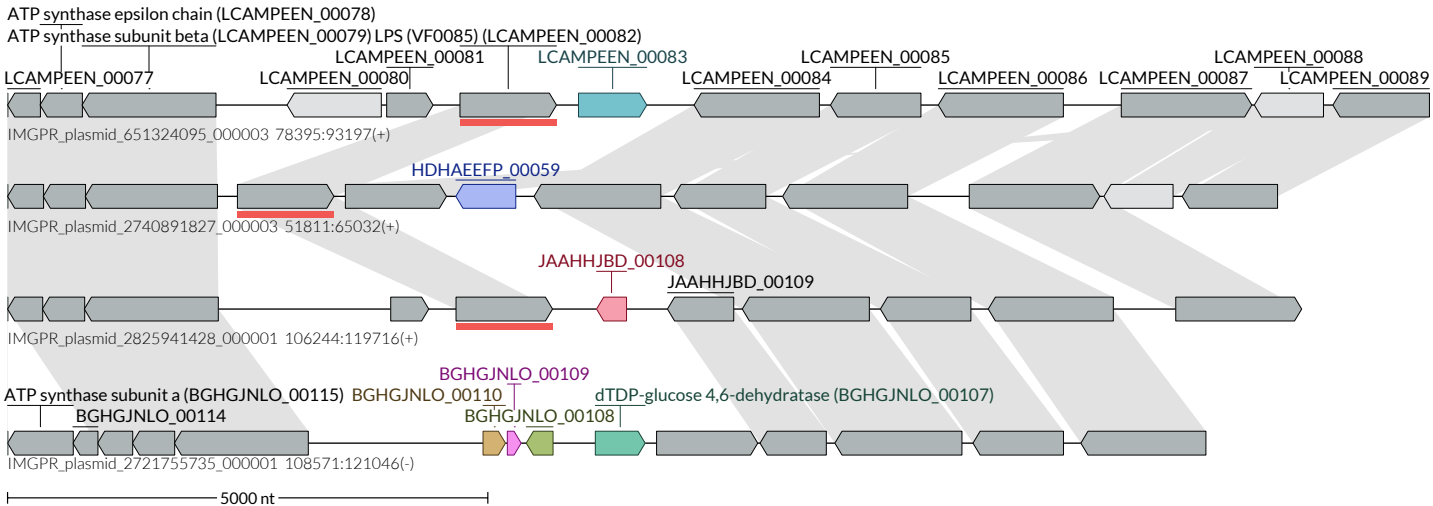 ATP synthase epsilon chain (LCAMPEEN_00078)
ATP synthase subunit beta (LCAMPEEN_00079) LPS (VF0085) (LCAMPEEN_00082)
LCAMPEEN_00081 LCAMPEEN_00083 LCAMPEEN_00085 LCAMPEEN_00088
LCAMPEEN_00077 LCAMPEEN_00080 LCAMPEEN_00084 LCAMPEEN_00086 LCAMPEEN_00087 LCAMPEEN_00089
IMGPR_plasmid_651324095_000003 78395:93197(+)
HDHAEEFP_00059
IMGPR_plasmid_2740891827_000003 51811:65032(+)
JAAHHJBD_00108
JAAHHJBD_00109
IMGPR_plasmid_2825941428_000001 106244:119716(+)
BGHGJNLO_00109
ATP synthase subunit a (BGHGJNLO_00115) BGHGJNLO_00110 dTDP-glucose 4,6-dehydratase (BGHGJNLO_00107)
BGHGJNLO_00114 BGHGJNLO_00108
IMGPR_plasmid_2721755735_000001 108571:121046(-)
5000 nt